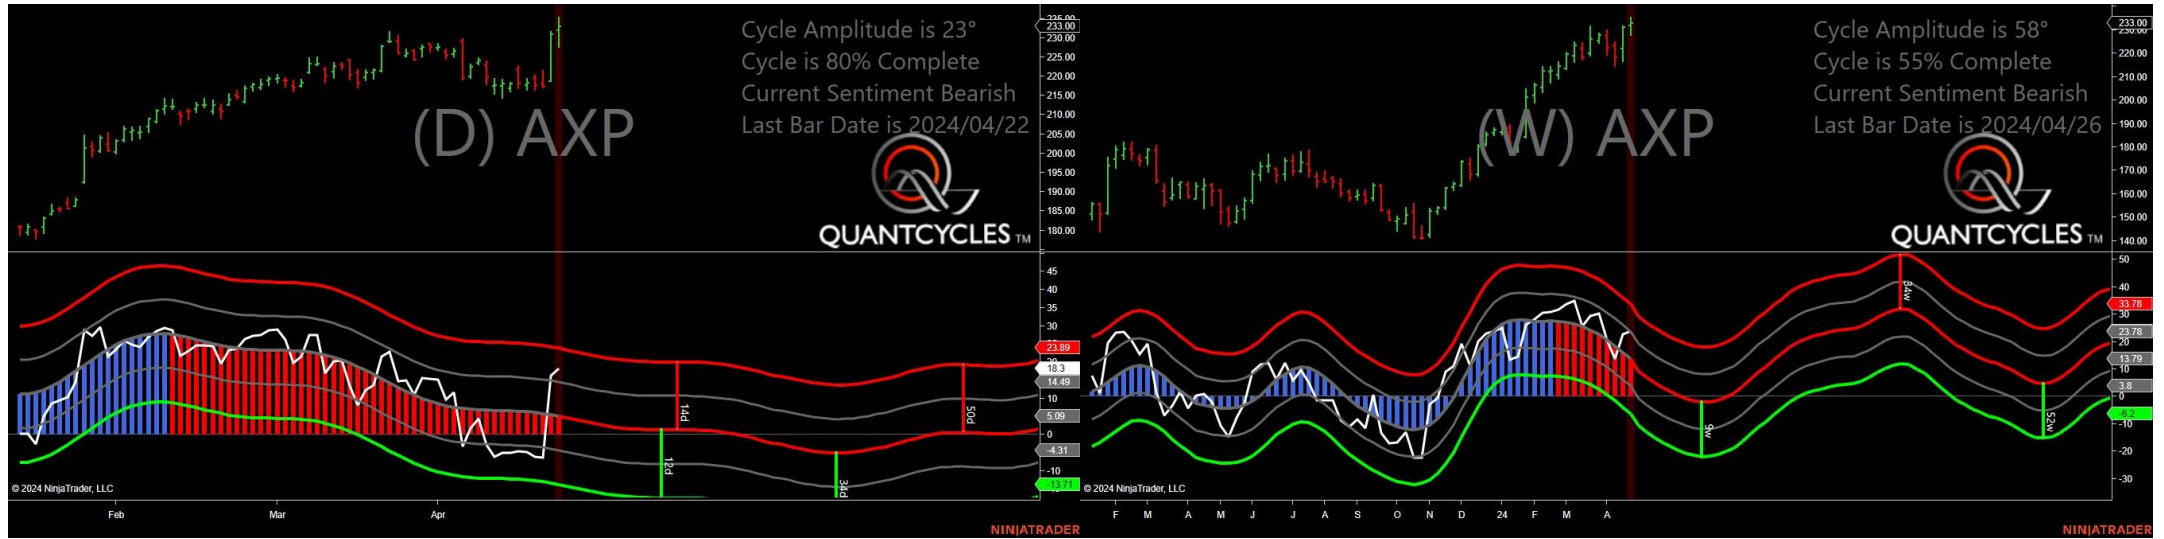 Cycle Amplitude is 23°
Cycle is 80% Complete
Current Sentiment Bearish
Last Bar Date is 2024/04/22
(D) AXP
QUANTCYCLES TM
235.00
233.00
230.00
225.00
220.00
215.00
210.00
205.00
200.00
195.00
190.00
185.00
180.00
45
40
35
30
25
23.89
18.3
14.49
10
5.09
0
-4.31
-10
-13.71
14d
12d
34d
50d
© 2024 NinjaTrader, LLC
Feb Mar Apr
NINJATRADER
Cycle Amplitude is 58°
Cycle is 55% Complete
Current Sentiment Bearish
Last Bar Date is 2024/04/26
(W) AXP
QUANTCYCLES TM
233.00
230.00
220.00
210.00
200.00
190.00
180.00
170.00
160.00
150.00
140.00
50
40
33.78
30
23.78
20
13.79
10
3.8
0
-6.2
-10
-20
-30
34w
9w
52w
© 2024 NinjaTrader, LLC
F M A M J J A S O N D 24 F M A
NINJATRADER